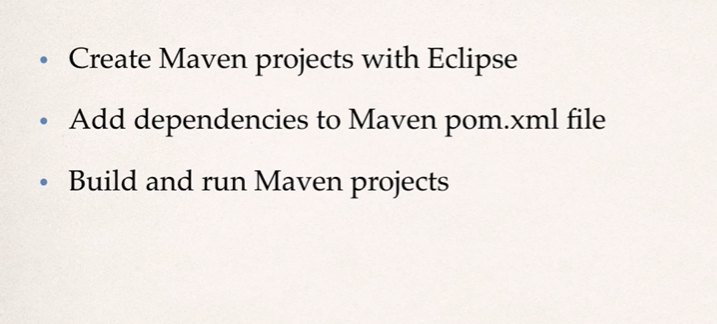 • Create Maven projects with Eclipse
• Add dependencies to Maven pom.xml file
• Build and run Maven projects